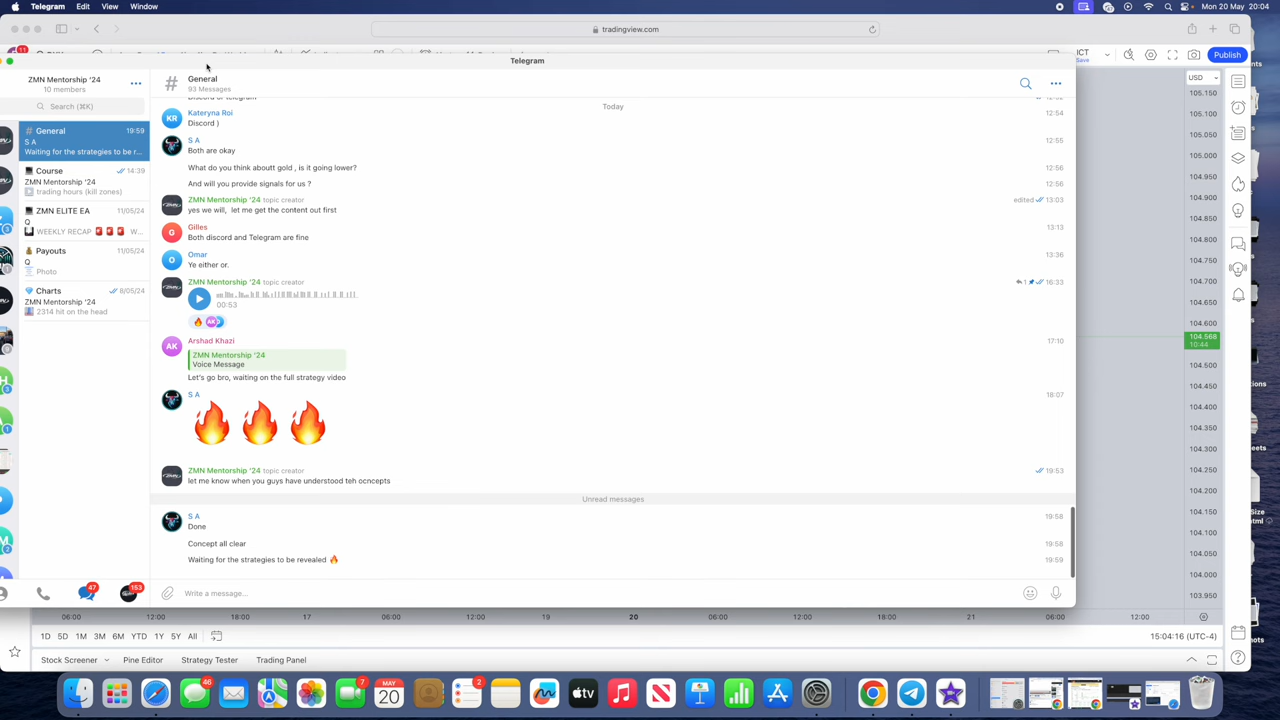 Telegram Edit View Window
Mon 20 May 20:04
tradingview.com
11
ICT
Save
Publish
Telegram
ZMN Mentorship '24
10 members
Search (⌘K)
# General 19:59
S A
Waiting for the strategies to be r...
Course 14:39
ZMN Mentorship '24
trading hours (kill zones)
ZMN ELITE EA 11/05/24
Q
WEEKLY RECAP 🚨 🚨 🚨 W...
Payouts 11/05/24
Q
Photo
Charts 8/05/24
ZMN Mentorship '24
2314 hit on the head
47
153
# General
93 Messages
Today
KR Kateryna Roi 12:54
Discord )
S A 12:55
Both are okay
What do you think aboutt gold , is it going lower? 12:56
And will you provide signals for us ? 12:56
ZMN Mentorship '24 topic creator edited 13:03
yes we will, let me get the content out first
G Gilles 13:13
Both discord and Telegram are fine
O Omar 13:36
Ye either or.
ZMN Mentorship '24 topic creator 1 16:33
00:53
🔥 AK
AK Arshad Khazi 17:10
ZMN Mentorship '24
Voice Message
Let's go bro, waiting on the full strategy video
S A 18:07
🔥 🔥 🔥
ZMN Mentorship '24 topic creator 19:53
let me know when you guys have understood teh ocncepts
Unread messages
S A 19:58
Done
Concept all clear 19:58
Waiting for the strategies to be revealed 🔥 19:59
Write a message...
USD
105.150
105.100
105.050
105.000
104.950
104.900
104.850
104.800
104.750
104.700
104.650
104.600
104.568
10:44
104.500
104.450
104.400
104.350
104.300
104.250
104.200
104.150
104.100
104.050
104.000
103.950
06:00 12:00 18:00 17 06:00 12:00 19 18:00 20 06:00 12:00 18:00 21 06:00 12:00
1D 5D 1M 3M 6M YTD 1Y 5Y All
15:04:16 (UTC-4)
Stock Screener Pine Editor Strategy Tester Trading Panel
46 7 MAY 20 2 tv